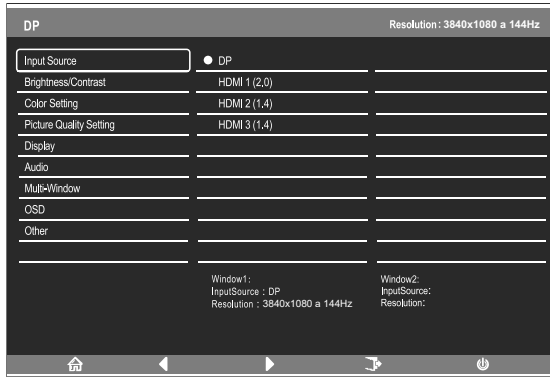 DP
Resolution: 3840x1080 a 144Hz
Input Source
DP
Brightness/Contrast
HDMI 1 (2,0)
Color Setting
HDMI 2 (1.4)
Picture Quality Setting
HDMI 3 (1.4)
Display
Audio
Multi-Window
OSD
Other
Window1:
InputSource : DP
Resolution : 3840x1080 a 144Hz
Window2:
InputSource:
Resolution: